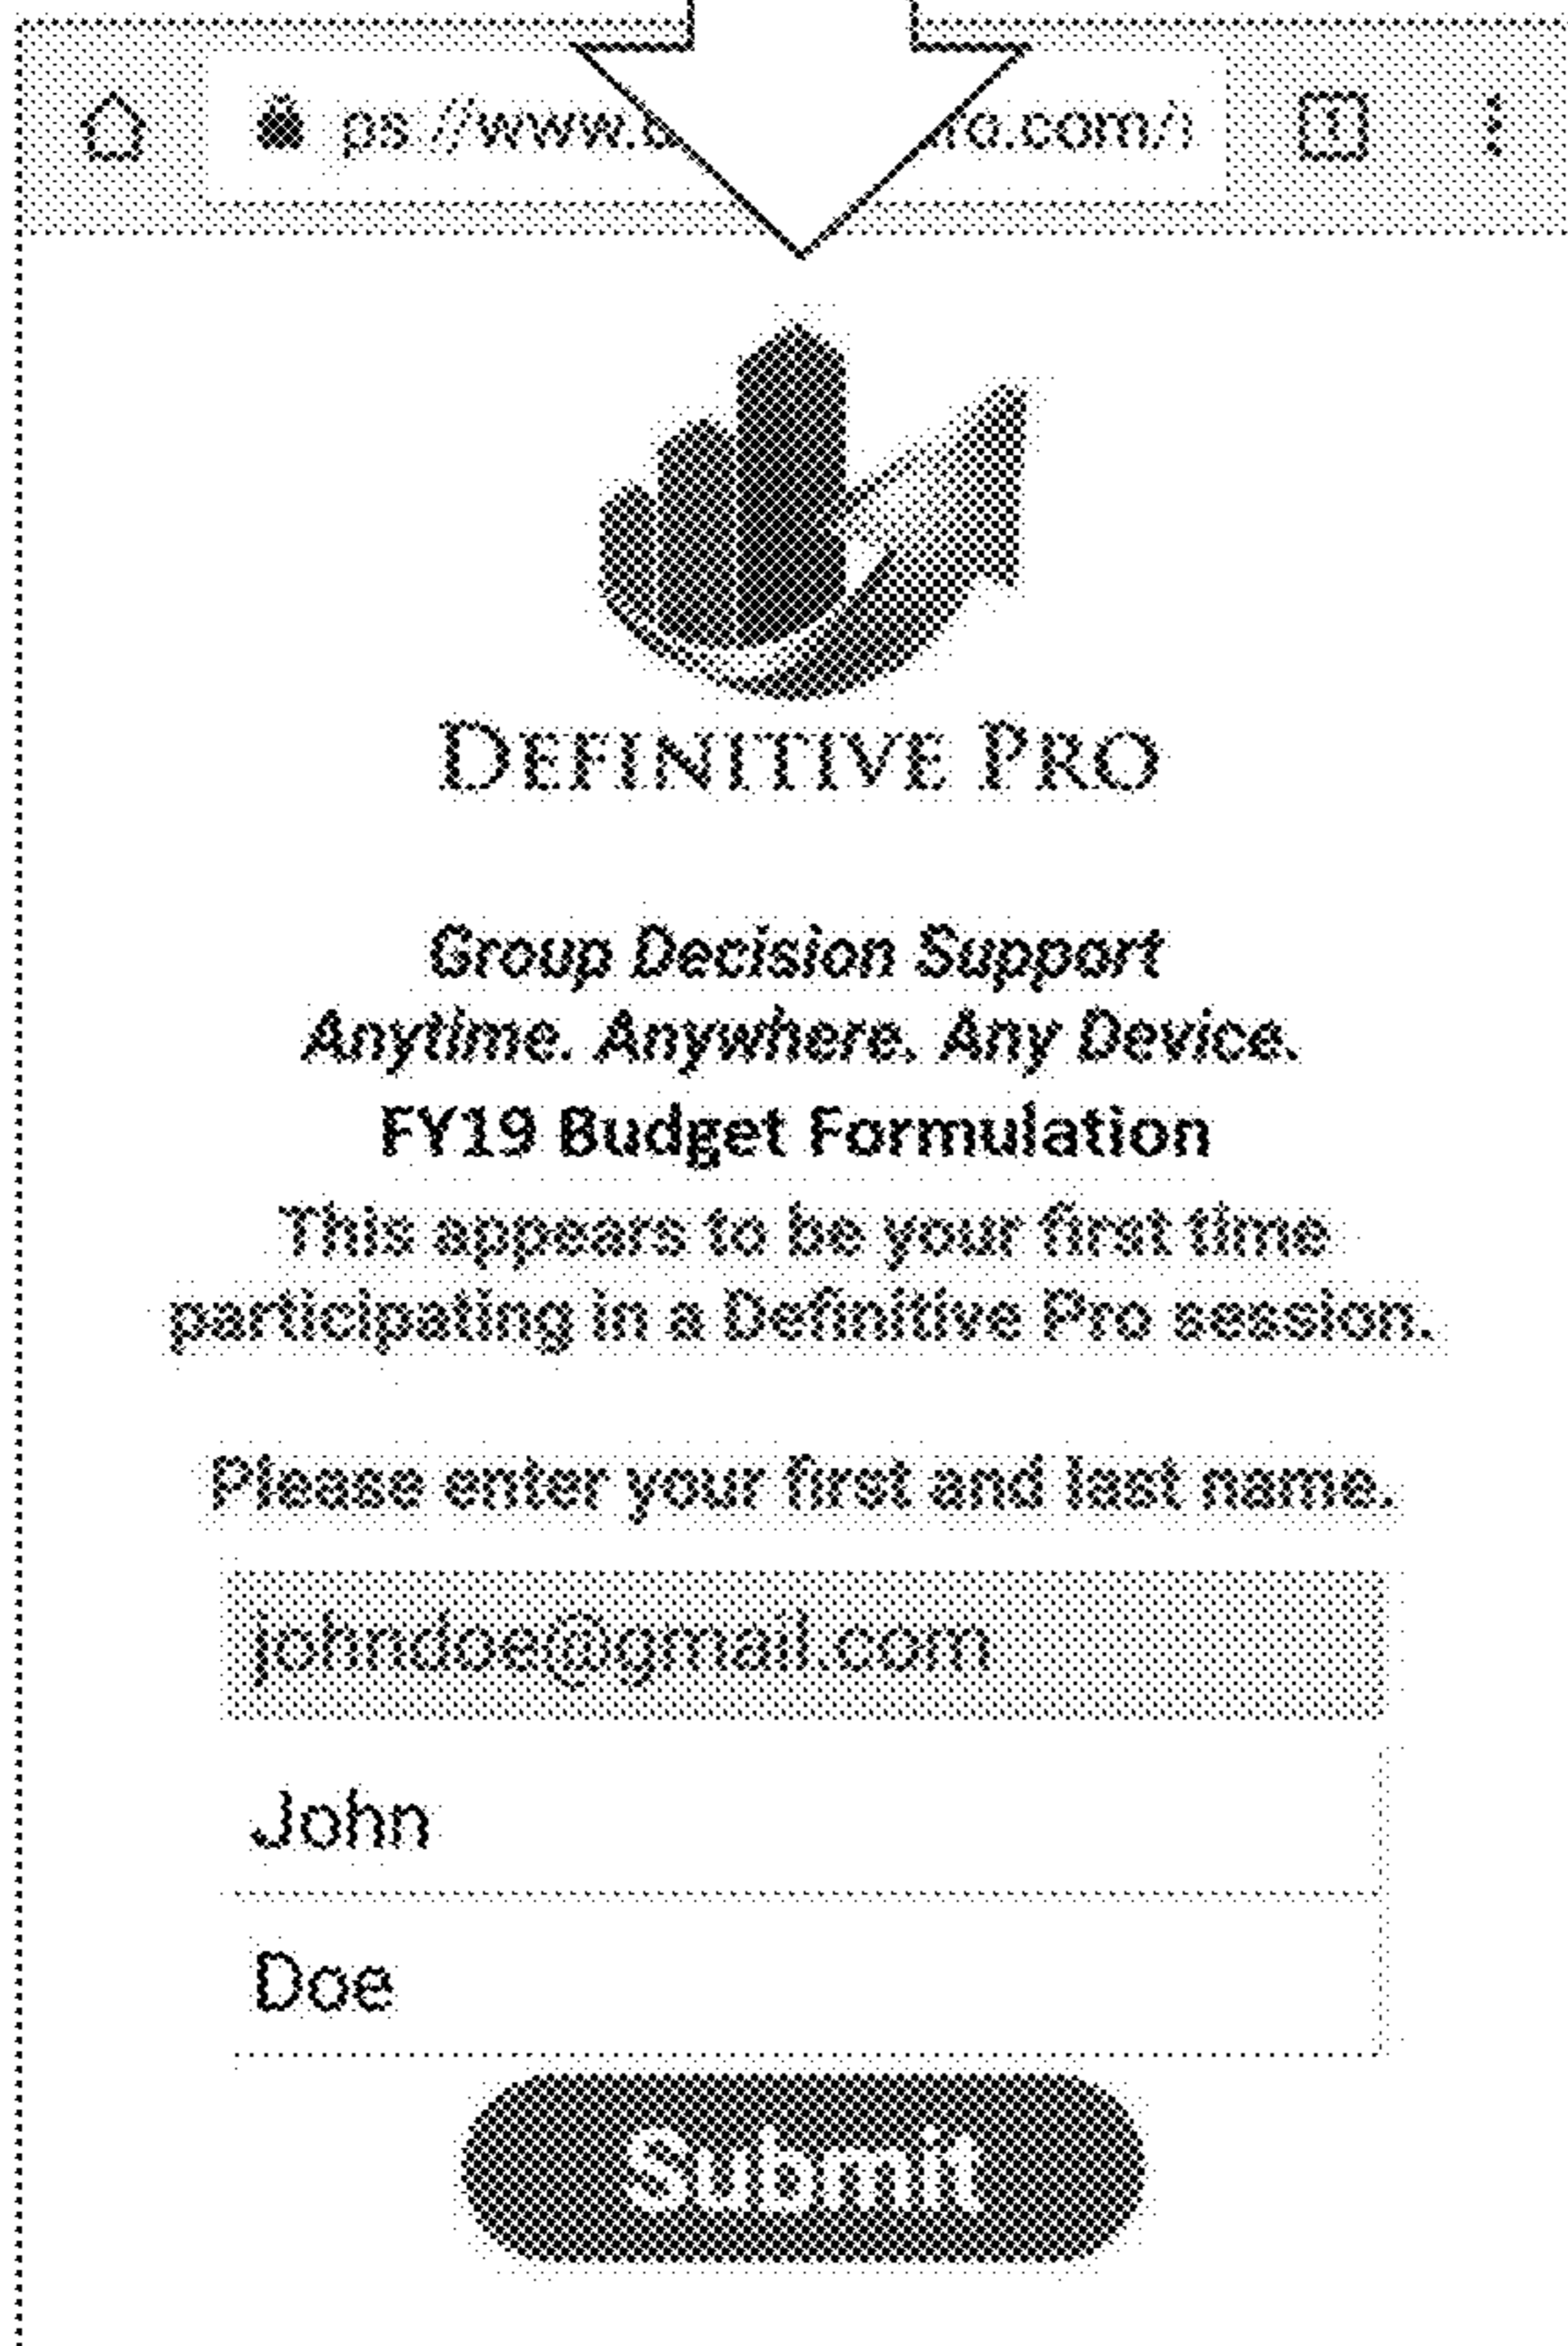 ps://www.
.com/
DEFINITIVE PRO
Group Decision Support
Anytime. Anywhere. Any Device.
FY19 Budget Formulation
This appears to be your first time
participating in a Definitive Pro session.
Please enter your first and last name.
johndoe@gmail.com
John
Doe
Submit